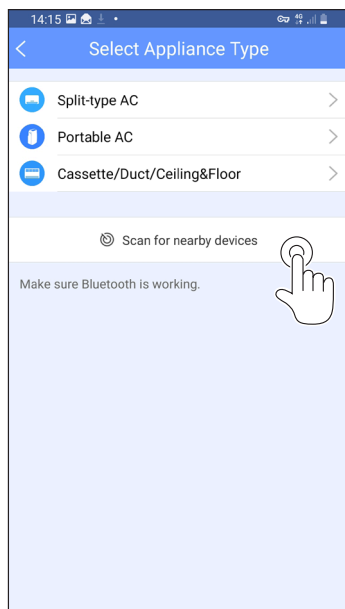 14:15
4G
Select Appliance Type
Split-type AC
Portable AC
Cassette/Duct/Ceiling&Floor
Scan for nearby devices
Make sure Bluetooth is working.